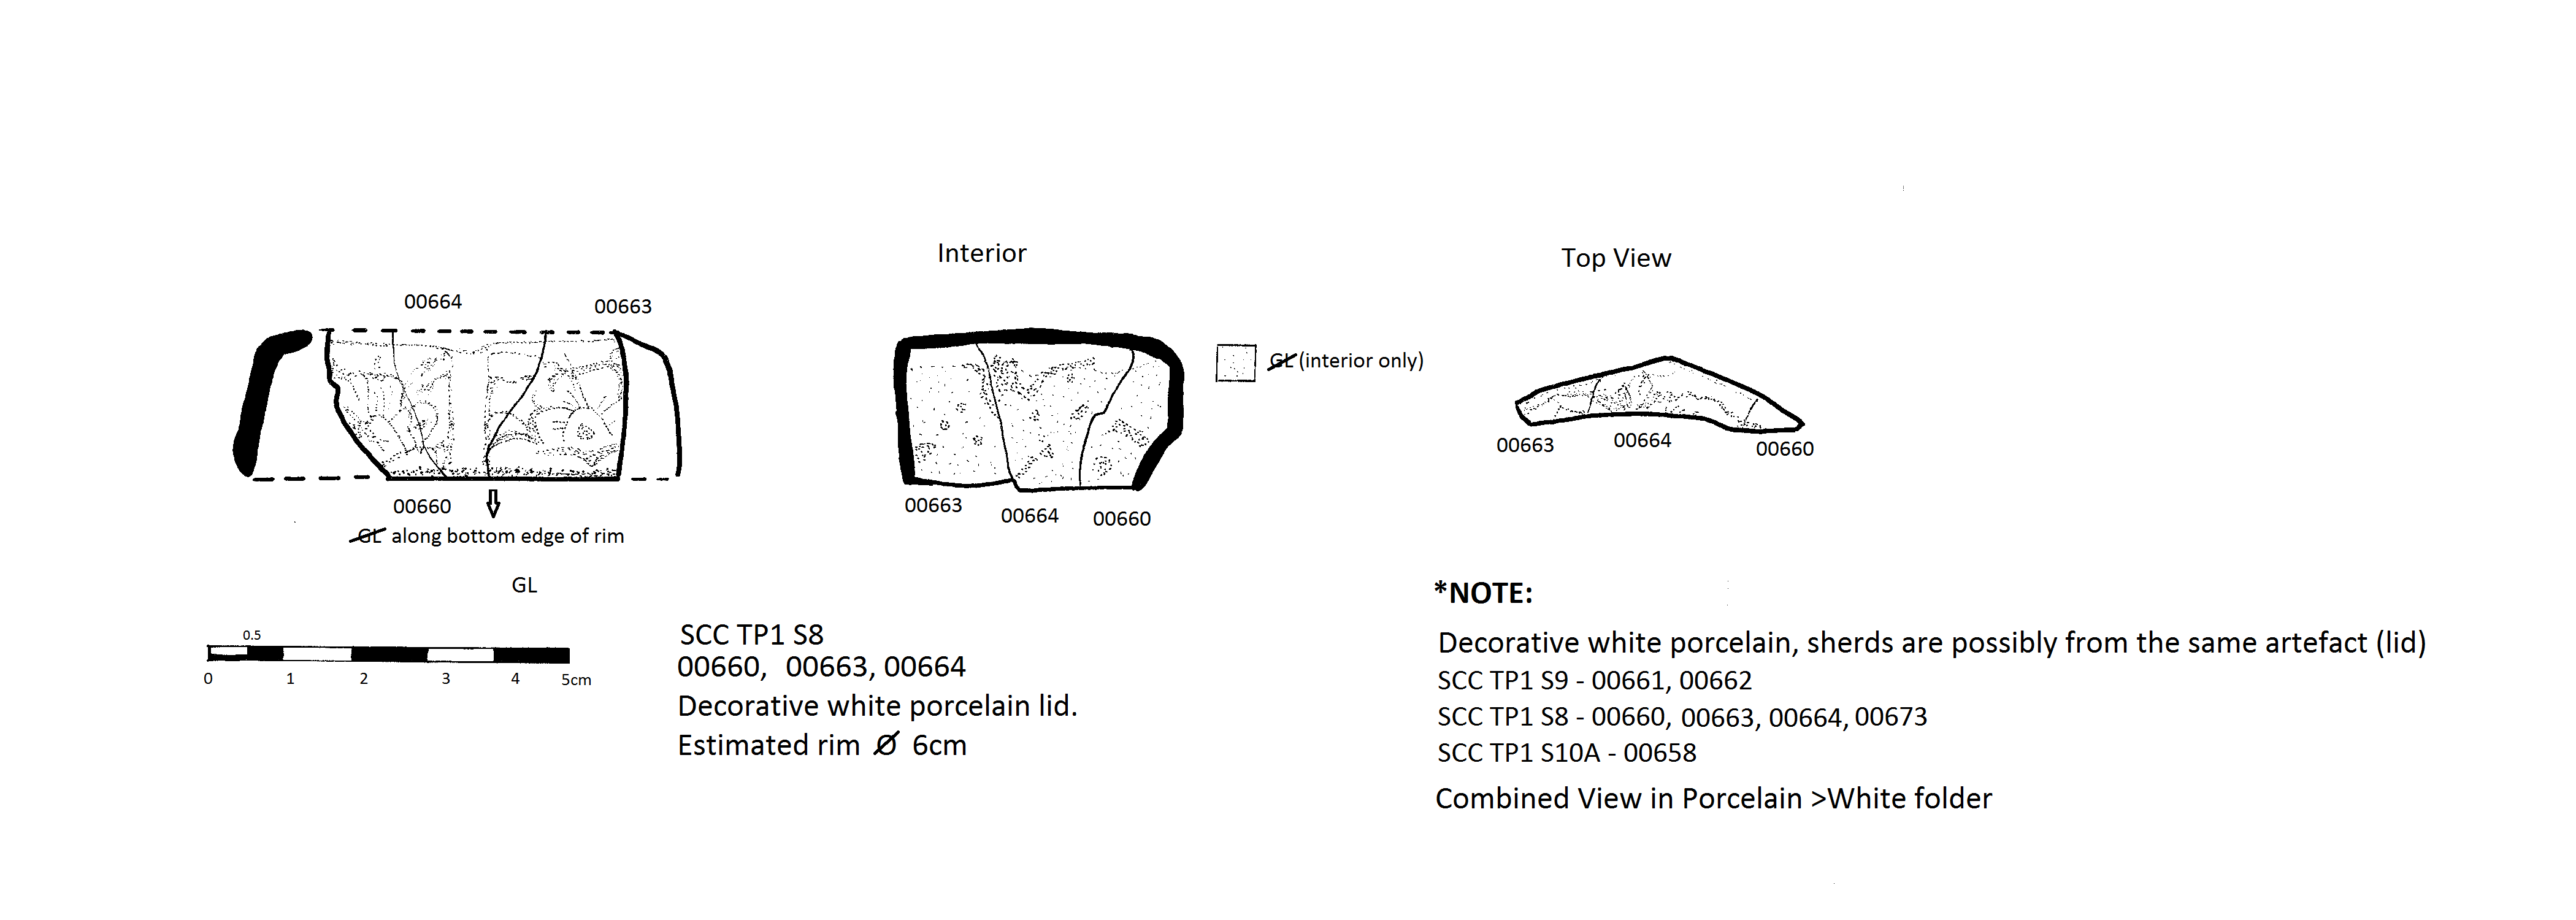 Interior
Top View
00664
00663
GL (interior only)
00663
00664
00660
00660
00663
00664
00660
GL along bottom edge of rim
GL
0.5
0 1 2 3 4 5cm
SCC TP1 S8
00660, 00663, 00664
Decorative white porcelain lid.
Estimated rim Ø 6cm
*NOTE:
Decorative white porcelain, sherds are possibly from the same artefact (lid)
SCC TP1 S9 - 00661, 00662
SCC TP1 S8 - 00660, 00663, 00664, 00673
SCC TP1 S10A - 00658
Combined View in Porcelain >White folder